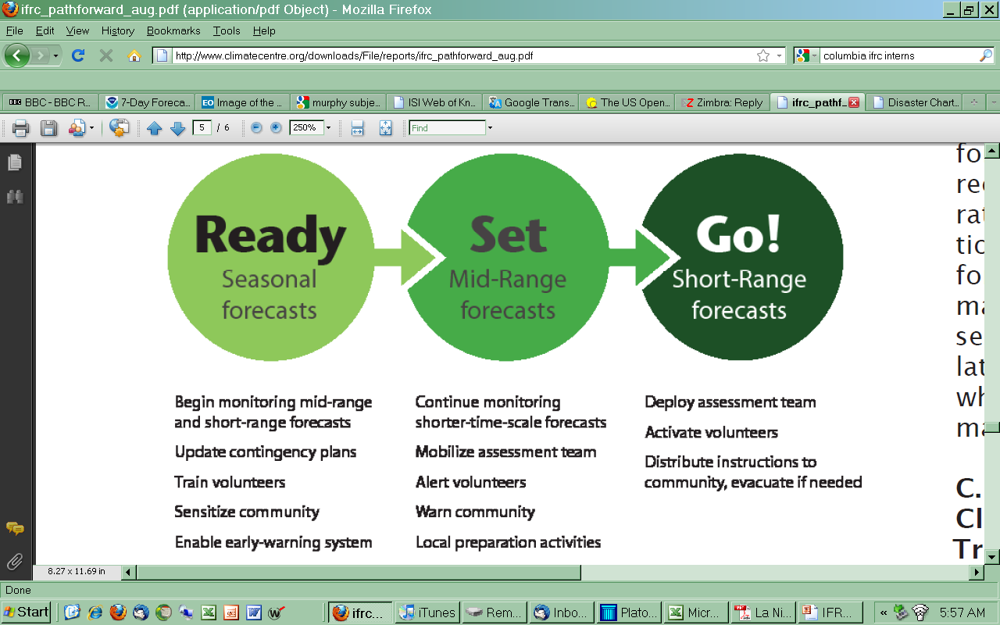 ifrc_pathforward_aug.pdf (application/pdf Object) - Mozilla Firefox
File Edit View History Bookmarks Tools Help
http://www.climatecentre.org/downloads/File/reports/ifrc_pathforward_aug.pdf
columbia ifrc interns
BBC BBC - BBC R... 7-Day Foreca... EO Image of the ... murphy subje... ISI Web of Kn... Google Trans... The US Open... Zimbra: Reply ifrc_pathf... Disaster Chart...
5 / 6 250% Find
Ready
Seasonal
forecasts
Set
Mid-Range
forecasts
Go!
Short-Range
forecasts
Begin monitoring mid-range
and short-range forecasts
Update contingency plans
Train volunteers
Sensitize community
Enable early-warning system
Continue monitoring
shorter-time-scale forecasts
Mobilize assessment team
Alert volunteers
Warn community
Local preparation activities
Deploy assessment team
Activate volunteers
Distribute instructions to
community, evacuate if needed
fo
rec
rat
tio
fo
ma
se
lat
wh
ma
C.
Cl
Tr
8.27 x 11.69 in
Done
Start ifrc... iTunes Rem... Inbo... Plato... Micr... La Ni... IFR... « 5:57 AM